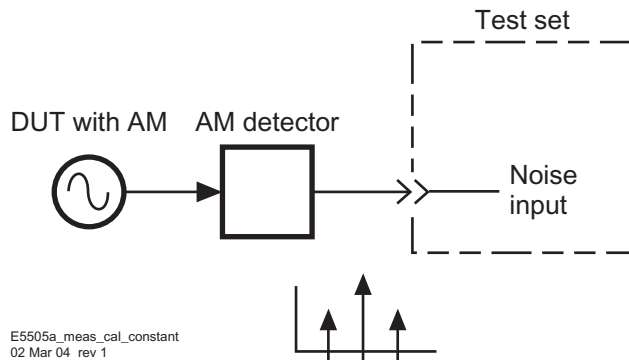 Test set
DUT with AM
AM detector
Noise
input
E5505a_meas_cal_constant
02 Mar 04 rev 1